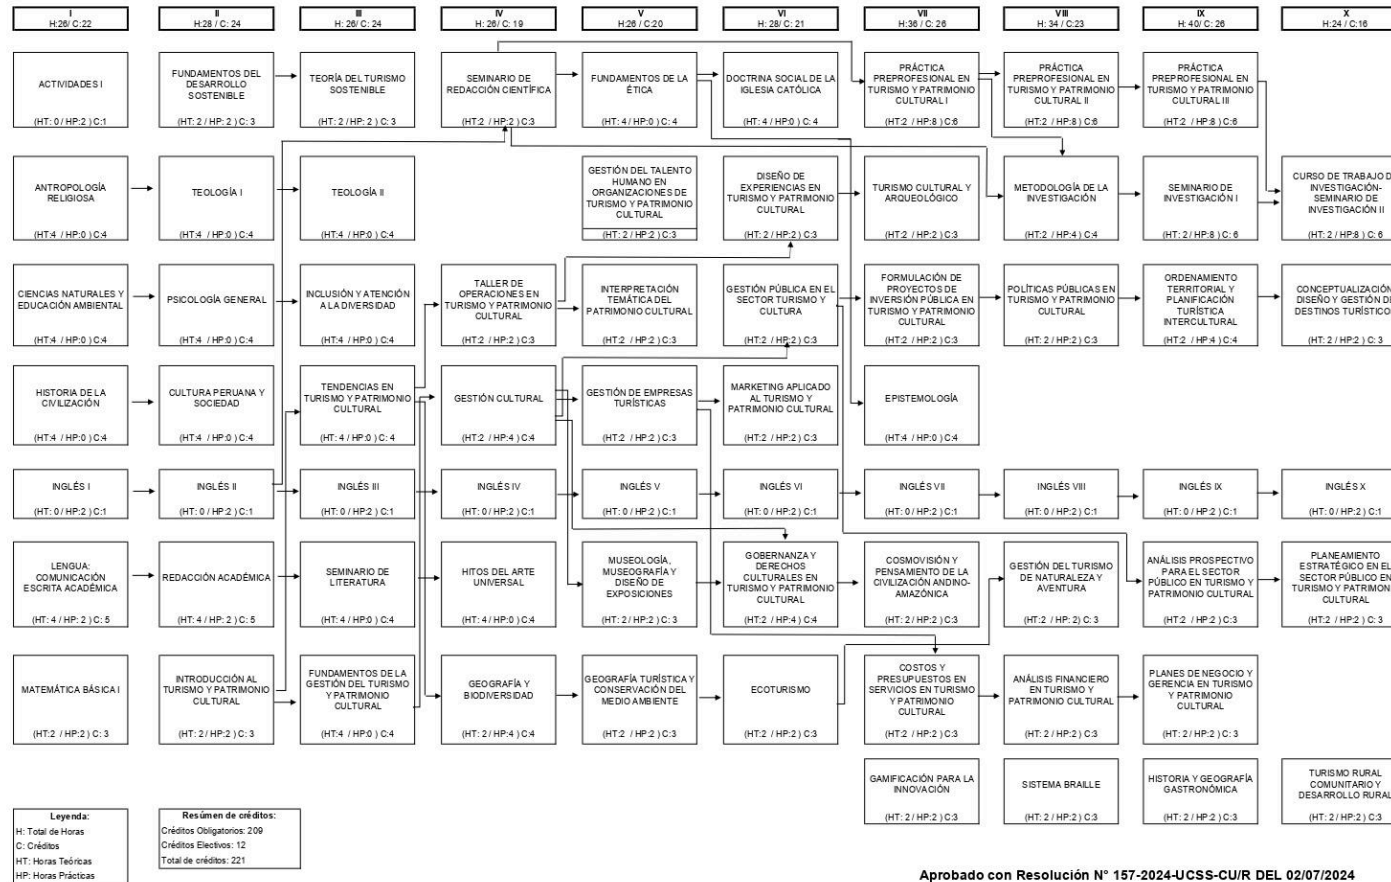 I
H:26/ C:22
II
H:28 / C: 24
III
H: 26/ C: 24
IV
H: 26/ C: 19
V
H:26 / C:20
VI
H: 28/ C: 21
VII
H:36 / C: 26
VIII
H: 34 / C:23
IX
H: 40/ C: 26
X
H:24 / C:16
ACTIVIDADES I
(HT: 0/HP:2 ) C:1
FUNDAMENTOS DEL
DESARROLLO
SOSTENIBLE
(HT: 2 / HP: 2 ) C: 3
TEORÍA DEL TURISMO
SOSTENIBLE
(HT: 2 / HP: 2 ) C: 3
SEMINARIO DE
REDACCIÓN CIENTÍFICA
(HT:2 / HP:2 ) C:3
FUNDAMENTOS DE LA
ÉTICA
(HT: 4/HP:0 ) C: 4
DOCTRINA SOCIAL DE LA
IGLESIA CATÓLICA
(HT: 4 / HP:0 ) C: 4
PRÁCTICA
PREPROFESIONAL EN
TURISMO Y PATRIMONIO
CULTURAL I
(HT:2 / HP:8 ) C:6
PRÁCTICA
PREPROFESIONAL EN
TURISMO Y PATRIMONIO
CULTURAL II
(HT:2 / HP:8 ) C:6
PRÁCTICA
PREPROFESIONAL EN
TURISMO Y PATRIMONIO
CULTURAL III
(HT:2 / HP:8 ) C:6
ANTROPOLOGÍA
RELIGIOSA
(HT:4 / HP:0 ) C:4
TEOLOGÍA I
(HT:4 / HP:0 ) C:4
TEOLOGÍA II
(HT:4 / HP:0 ) C:4
GESTIÓN DEL TALENTO
HUMANO EN
ORGANIZACIONES DE
TURISMO Y PATRIMONIO
CULTURAL
(HT: 2 / HP:2 ) C:3
DISEÑO DE
EXPERIENCIAS EN
TURISMO Y PATRIMONIO
CULTURAL
(HT: 2 / HP:2 ) C:3
TURISMO CULTURAL Y
ARQUEOLÓGICO
(HT:2 / HP:2 ) C:3
METODOLOGÍA DE LA
INVESTIGACIÓN
(HT:2 / HP:4 ) C:4
SEMINARIO DE
INVESTIGACIÓN I
(HT: 2 / HP:8 ) C: 6
CURSO DE TRABAJO D
INVESTIGACIÓN-
SEMINARIO DE
INVESTIGACIÓN II
(HT: 2 / HP:8 ) C: 6
CIENCIAS NATURALES Y
EDUCACIÓN AMBIENTAL
(HT:4 / HP:0 ) C:4
PSICOLOGÍA GENERAL
(HT:4 / HP:0 ) C:4
INCLUSIÓN Y ATENCIÓN
A LA DIVERSIDAD
(HT:4 / HP:0 ) C:4
TALLER DE
OPERACIONES EN
TURISMO Y PATRIMONIO
CULTURAL
(HT: 2 / HP:2 ) C:3
INTERPRETACIÓN
TEMÁTICA DEL
PATRIMONIO CULTURAL
(HT: 2 / HP:2 ) C:3
GESTIÓN PÚBLICA EN EL
SECTOR TURISMO Y
CULTURA
(HT: 2 / HP:2 ) C:3
FORMULACIÓN DE
PROYECTOS DE
INVERSIÓN PÚBLICA EN
TURISMO Y PATRIMONIO
CULTURAL
(HT:2 / HP:2 ) C:3
POLÍTICAS PÚBLICAS EN
TURISMO Y PATRIMONIO
CULTURAL
(HT: 2 / HP:2 ) C:3
ORDENAMIENTO
TERRITORIAL Y
PLANIFICACIÓN
TURÍSTICA
INTERCULTURAL
(HT:2 / HP:4 ) C:4
CONCEPTUALIZACIÓN
DISEÑO Y GESTIÓN D
DESTINOS TURÍSTICO
(HT: 2 / HP:2 ) C: 3
HISTORIA DE LA
CIVILIZACIÓN
(HT:4 / HP:0 ) C:4
CULTURA PERUANA Y
SOCIEDAD
(HT:4 / HP:0 ) C:4
TENDENCIAS EN
TURISMO Y PATRIMONIO
CULTURAL
(HT: 4 / HP:0 ) C: 4
GESTIÓN CULTURAL
(HT:2 / HP:4 ) C:4
GESTIÓN DE EMPRESAS
TURÍSTICAS
(HT:2 / HP:2 ) C:3
MARKETING APLICADO
AL TURISMO Y
PATRIMONIO CULTURAL
(HT:2 / HP:2 ) C:3
EPISTEMOLOGÍA
(HT:4 / HP:0 ) C:4
INGLÉS I
(HT: 0/ HP:2 ) C:1
INGLÉS II
(HT: 0/ HP:2 ) C:1
INGLÉS III
(HT: 0/ HP:2 ) C:1
INGLÉS IV
(HT: 0/ HP:2 ) C:1
INGLÉS V
(HT: 0/ HP:2 ) C:1
INGLÉS VI
(HT: 0/ HP:2 ) C:1
INGLÉS VII
(HT: 0/ HP:2 ) C:1
INGLÉS VIII
(HT: 0/ HP:2 ) C:1
INGLÉS IX
(HT: 0/ HP:2 ) C:1
INGLÉS X
(HT: 0/ HP:2 ) C:1
LENGUA:
COMUNICACIÓN
ESCRITA ACADÉMICA
(HT: 4 / HP: 2 ) C: 5
REDACCIÓN ACADÉMICA
(HT: 4 / HP: 2 ) C: 5
SEMINARIO DE
LITERATURA
(HT: 4 / HP:0 ) C:4
HITOS DEL ARTE
UNIVERSAL
(HT: 4/ HP:0 ) C:4
MUSEOLOGÍA,
MUSEOGRAFÍA Y
DISEÑO DE
EXPOSICIONES
(HT: 2 / HP:2 ) C: 3
GOBERNANZA Y
DERECHOS
CULTURALES EN
TURISMO Y PATRIMONIO
CULTURAL
(HT:2 / HP:4 ) C:4
COSMOVISIÓN Y
PENSAMIENTO DE LA
CIVILIZACIÓN ANDINO-
AMAZÓNICA
(HT: 2 / HP:2 ) C:3
GESTIÓN DEL TURISMO
DE NATURALEZA Y
AVENTURA
(HT:2 / HP: 2) C: 3
ANÁLISIS PROSPECTIVO
PARA EL SECTOR
PÚBLICO EN TURISMO Y
PATRIMONIO CULTURAL
(HT:2 / HP:2 ) C:3
PLANEAMIENTO
ESTRATÉGICO EN EL
SECTOR PÚBLICO EN
TURISMO Y PATRIMON
CULTURAL
(HT: 2 / HP:2 ) C: 3
MATEMÁTICA BÁSICA I
(HT:2 / HP:2 ) C: 3
INTRODUCCIÓN AL
TURISMO Y PATRIMONIO
CULTURAL
(HT: 2/ HP:2 ) C: 3
FUNDAMENTOS DE LA
GESTIÓN DEL TURISMO
Y PATRIMONIO
CULTURAL
(HT:4 / HP:0 ) C:4
GEOGRAFÍA Y
BIODIVERSIDAD
(HT: 2/ HP:4 ) C:4
GEOGRAFÍA TURÍSTICA Y
CONSERVACIÓN DEL
MEDIO AMBIENTE
(HT: 2 / HP:2 ) C:3
ECOTURISMO
(HT: 2 / HP:2 ) C:3
COSTOS Y
PRESUPUESTOS EN
SERVICIOS EN TURISMO
Y PATRIMONIO
CULTURAL
(HT:2 / HP:2 ) C:3
ANÁLISIS FINANCIERO
EN TURISMO Y
PATRIMONIO CULTURAL
(HT: 2 / HP:2 ) C:3
PLANES DE NEGOCIO Y
GERENCIA EN TURISMO
Y PATRIMONIO
CULTURAL
(HT: 2/ HP:2 ) C: 3
GAMIFICACIÓN PARA LA
INNOVACIÓN
(HT: 2 / HP:2 ) C:3
SISTEMA BRAILLE
(HT: 2 / HP:2 ) C:3
HISTORIA Y GEOGRAFÍA
GASTRONÓMICA
(HT: 2 / HP:2 ) C:3
TURISMO RURAL
COMUNITARIO Y
DESARROLLO RURAL
(HT: 2 / HP:2 ) C:3
Leyenda:
H: Total de Horas
C: Créditos
HT: Horas Teóricas
HP: Horas Prácticas
Resúmen de créditos:
Créditos Obligatorios: 209
Créditos Electivos: 12
Total de créditos: 221
Aprobado con Resolución N° 157-2024-UCSS-CU/R DEL 02/07/2024